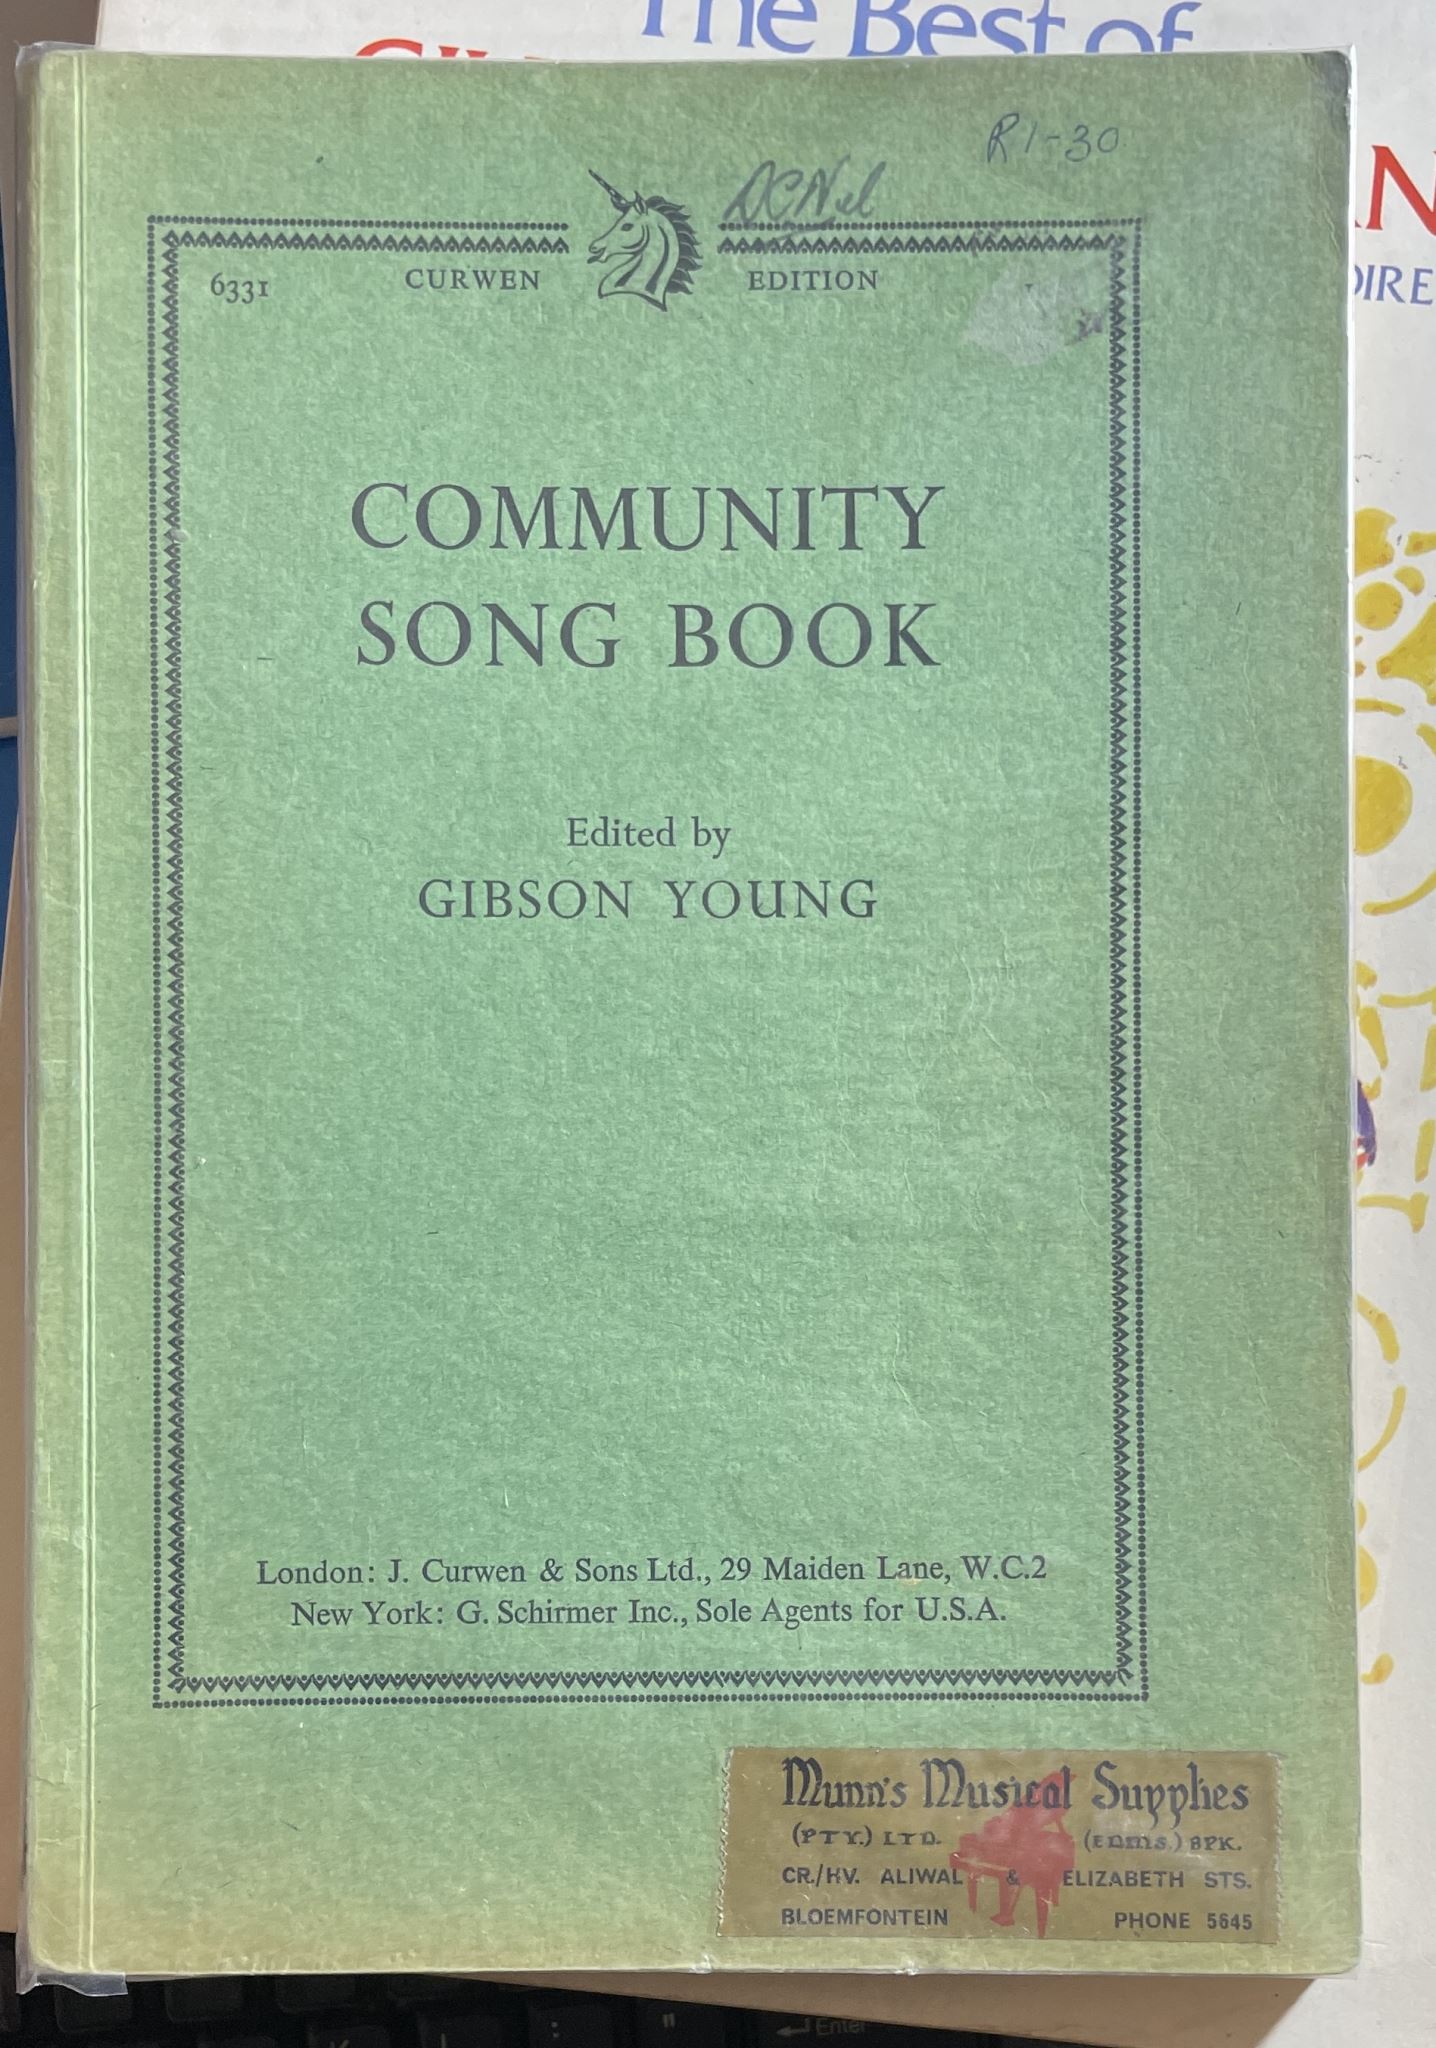 The Best of
R1-30
DCNel
6331 CURWEN EDITION
COMMUNITY
SONG BOOK
Edited by
GIBSON YOUNG
London: J. Curwen & Sons Ltd., 29 Maiden Lane, W.C.2
New York: G. Schirmer Inc., Sole Agents for U.S.A.
Munn's Musical Supplies
(PTY.) LTD. (EDMS.) BPK.
CR./HV. ALIWAL & ELIZABETH STS.
BLOEMFONTEIN PHONE 5645
Enter